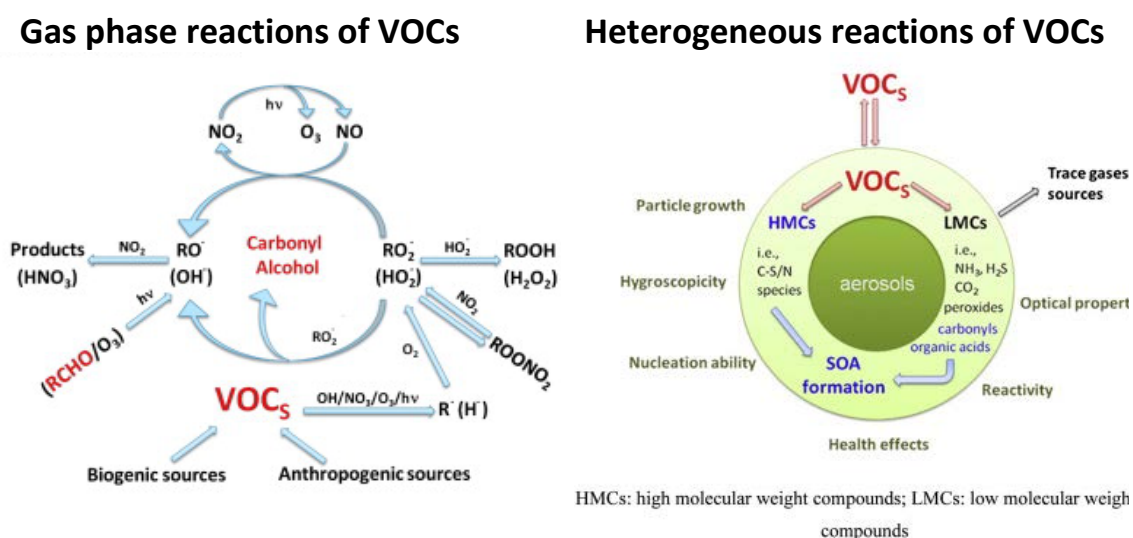 Gas phase reactions of VOCs
hν
NO₂
O₃
NO
Products
(HNO₃)
NO₂
RO˙
(OH˙)
Carbonyl
Alcohol
RO₂˙
(HO₂˙)
HO₂˙
ROOH
(H₂O₂)
hν
NO₂
(RCHO/O₃)
RO₂˙
O₂
ROONO₂
VOCs
OH/NO₃/O₃/hν
R˙(H˙)
Biogenic sources
Anthropogenic sources
Heterogeneous reactions of VOCs
VOCs
VOCs
Trace gases
sources
Particle growth
HMCs
LMCs
i.e.,
C-S/N
species
i.e.,
NH₃, H₂S
CO₂
peroxides
carbonyls
organic acids
Hygroscopicity
aerosols
Optical propert
Nucleation ability
SOA
formation
Reactivity
Health effects
HMCs: high molecular weight compounds; LMCs: low molecular weigh
compounds